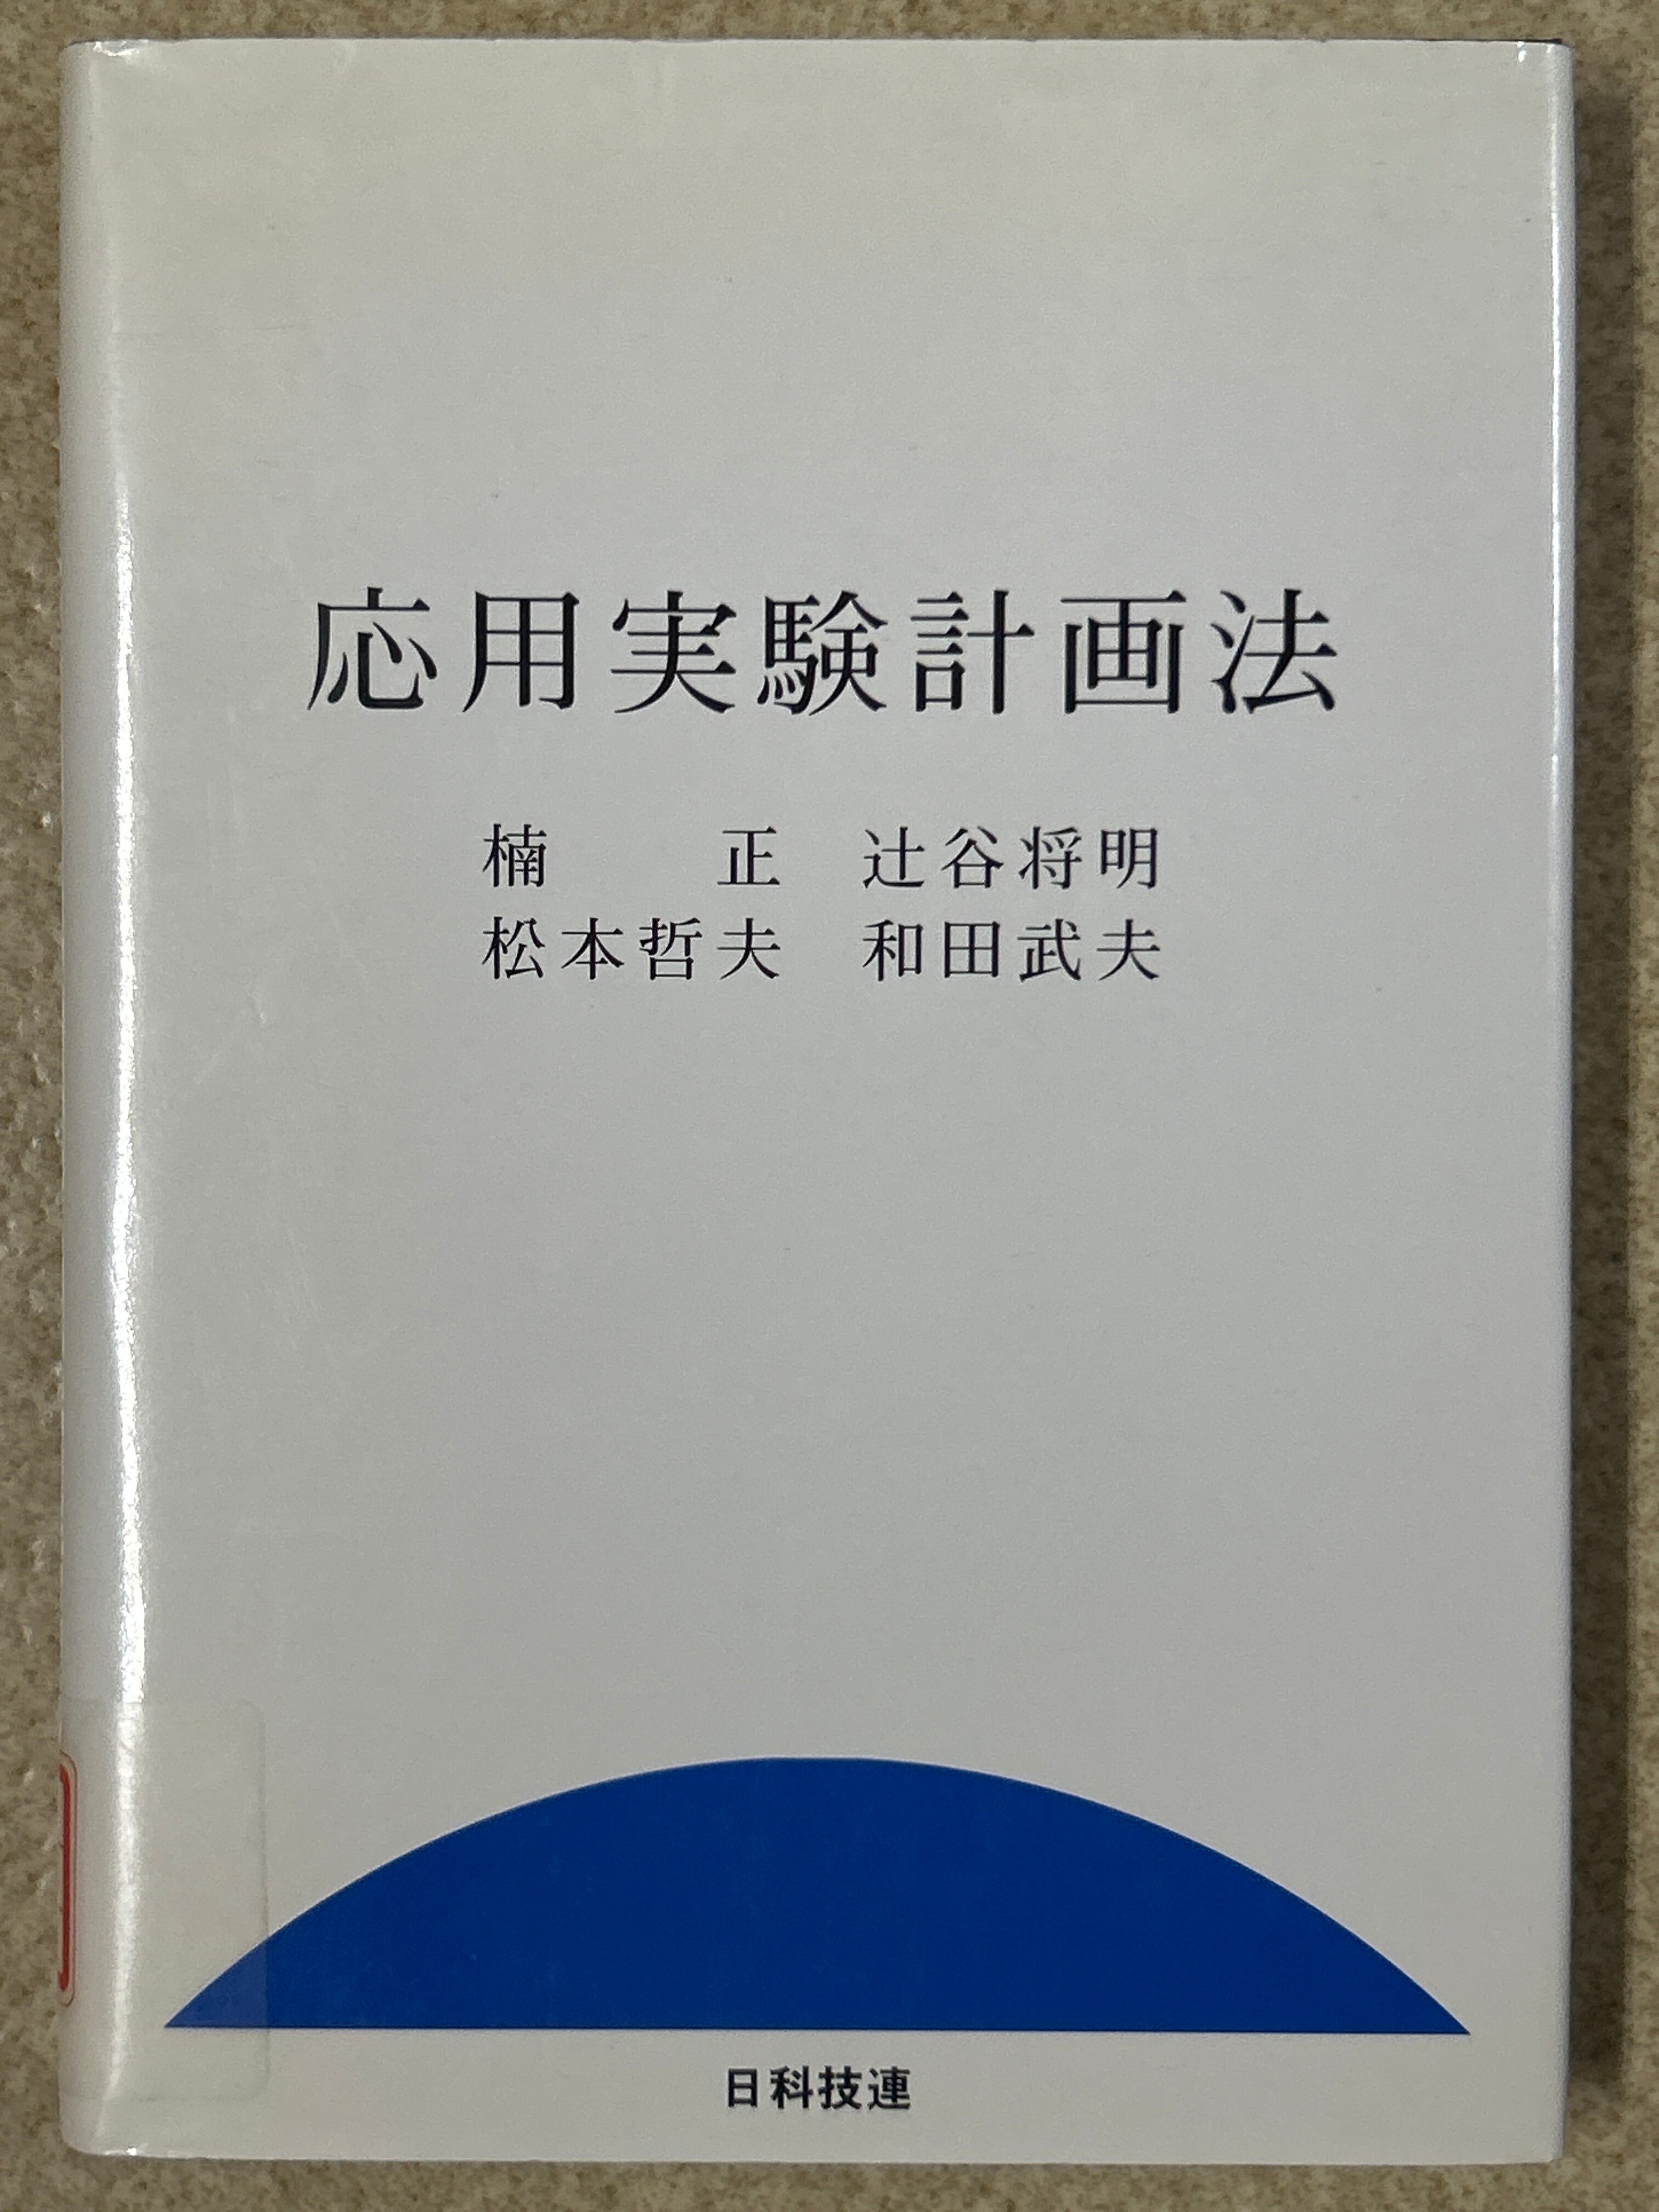 応用実験計画法
楠　　正　辻谷将明
松本哲夫　和田武夫
日科技連